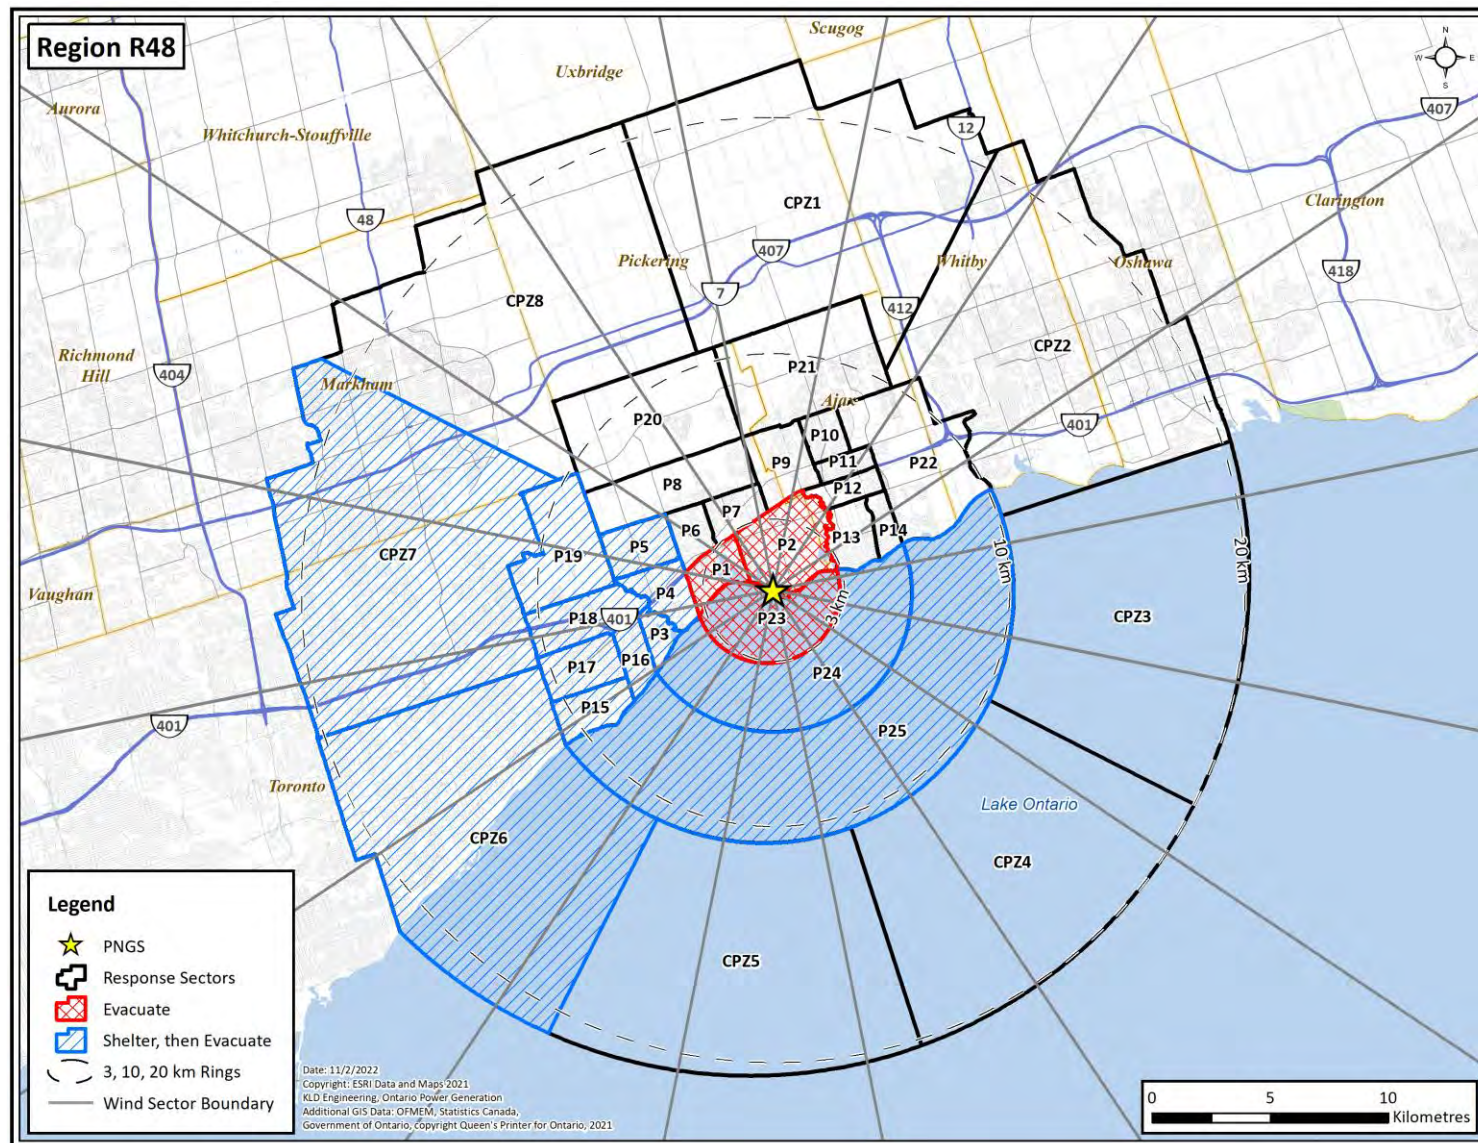 Region R48
Scugog
Uxbridge
N
W E
S
Aurora
Whitchurch-Stouffville
407
12
48
CPZ1
Clarington
407
Pickering
Whitby
Oshawa
418
7
CPZ8
412
CPZ2
Richmond
Hill
404
Markham
P21
Ajax
P20
401
P10
P9
P11
P22
P8
P12
P7
P6
P13
P14
P2
P5
CPZ7
P19
10 km
20 km
P1
Vaughan
P4
3 km
P18
401
P23
CPZ3
P3
P16
P17
P24
P15
401
P25
Toronto
Lake Ontario
CPZ6
CPZ4
CPZ5
Legend
PNGS
Response Sectors
Evacuate
Shelter, then Evacuate
3, 10, 20 km Rings
Wind Sector Boundary
Date: 11/2/2022
Copyright: ESRI Data and Maps 2021
KLD Engineering, Ontario Power Generation
Additional GIS Data: OFMEM, Statistics Canada,
Government of Ontario, copyright Queen's Printer for Ontario, 2021
0 5 10
Kilometres